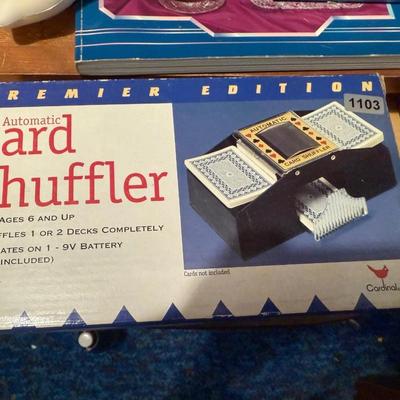 REMIER EDITION
1103
Automatic
ard
huffler
AGES 6 AND UP
FFLES 1 OR 2 DECKS COMPLETELY
ATES ON 1 - 9V BATTERY
INCLUDED)
AUTOMATIC
CARD SHUFFLER
Cards not included
Cardinal